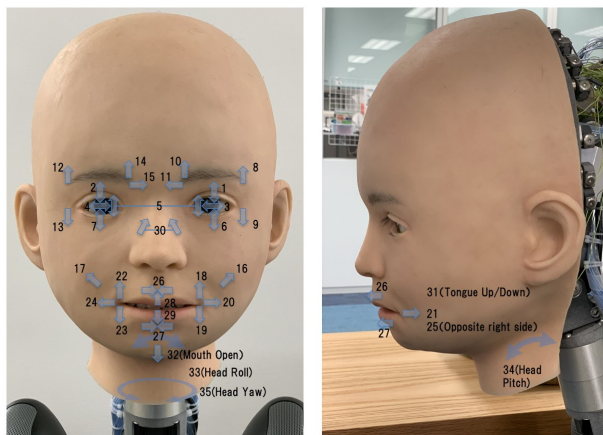 14 10
12 15 11 8
2 1
4 5 3
13 7 30 6 9
17 22 18 16
26
24 28 20
29
23 19
27
32(Mouth Open)
33(Head Roll)
35(Head Yaw)
26 31(Tongue Up/Down)
21
25(Opposite right side)
27
34(Head
Pitch)